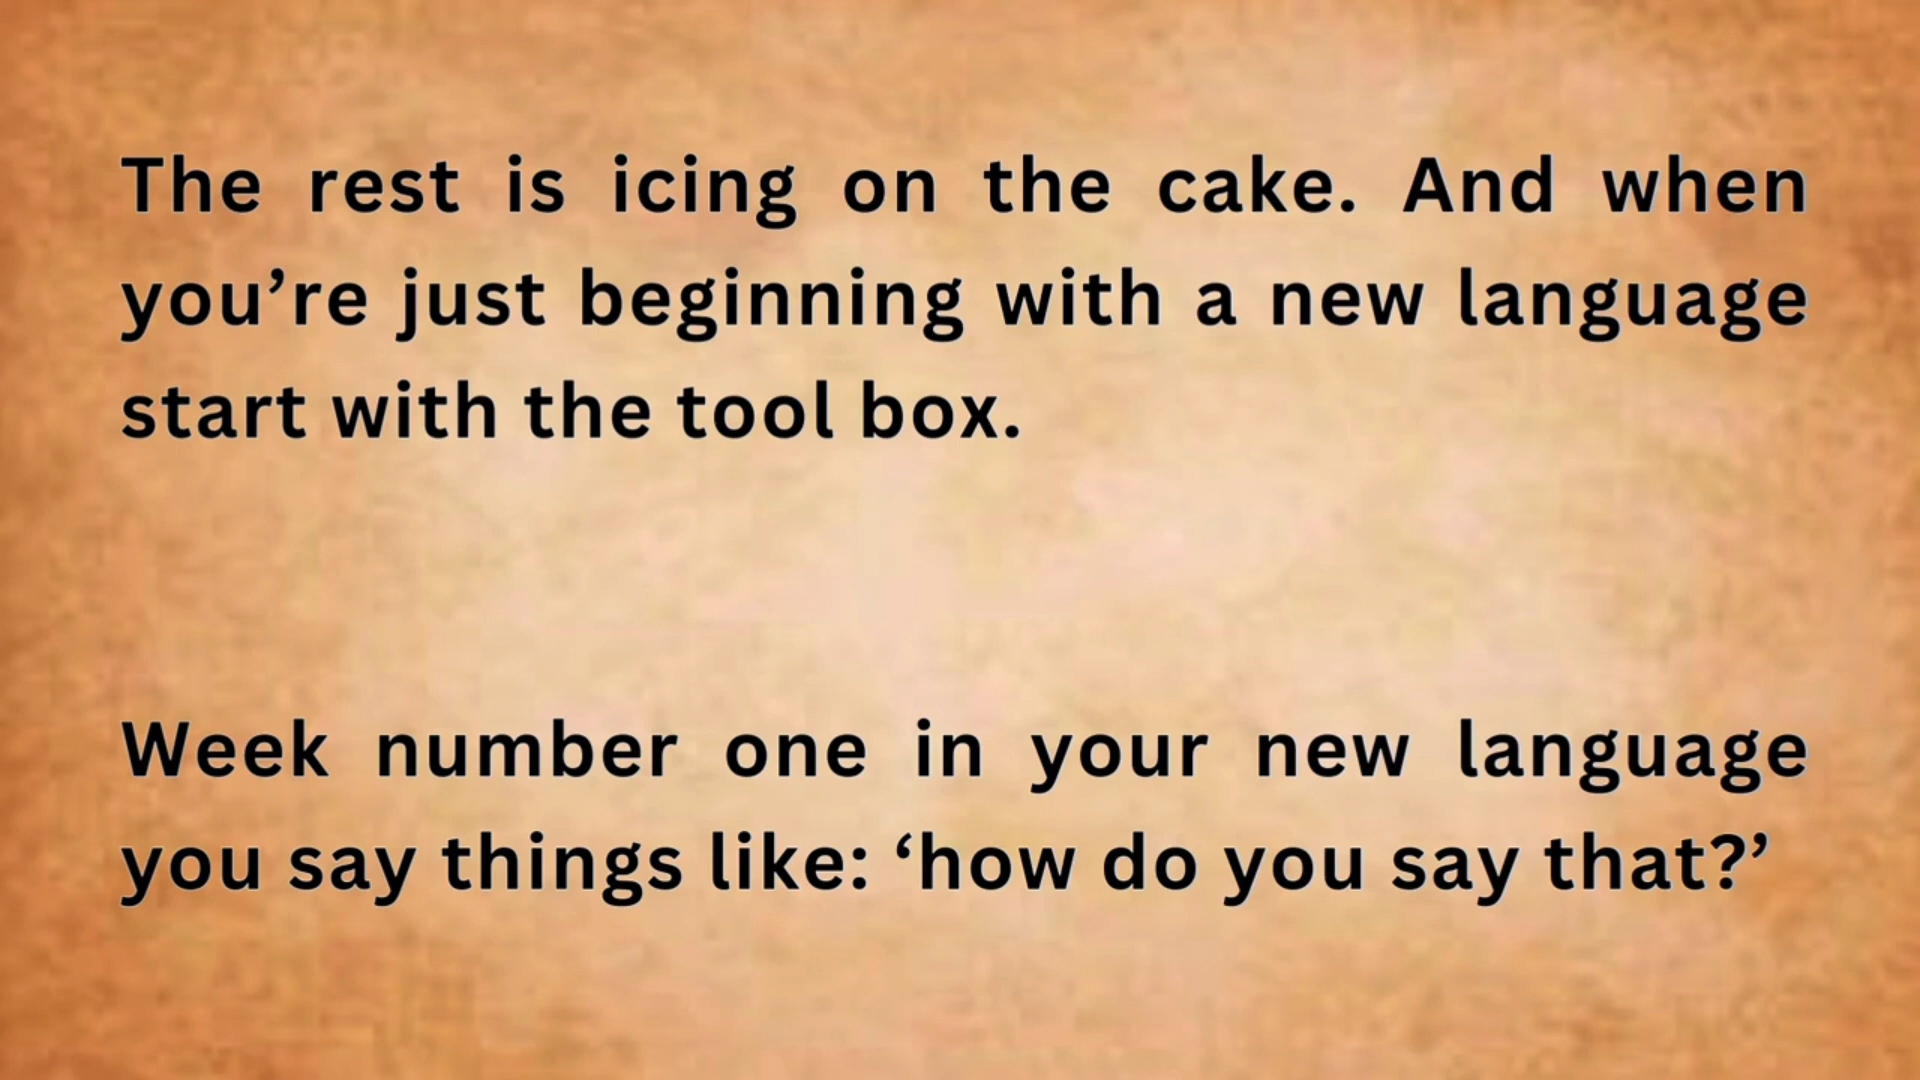 The rest is icing on the cake. And when
you’re just beginning with a new language
start with the tool box.
Week number one in your new language
you say things like: ‘how do you say that?’